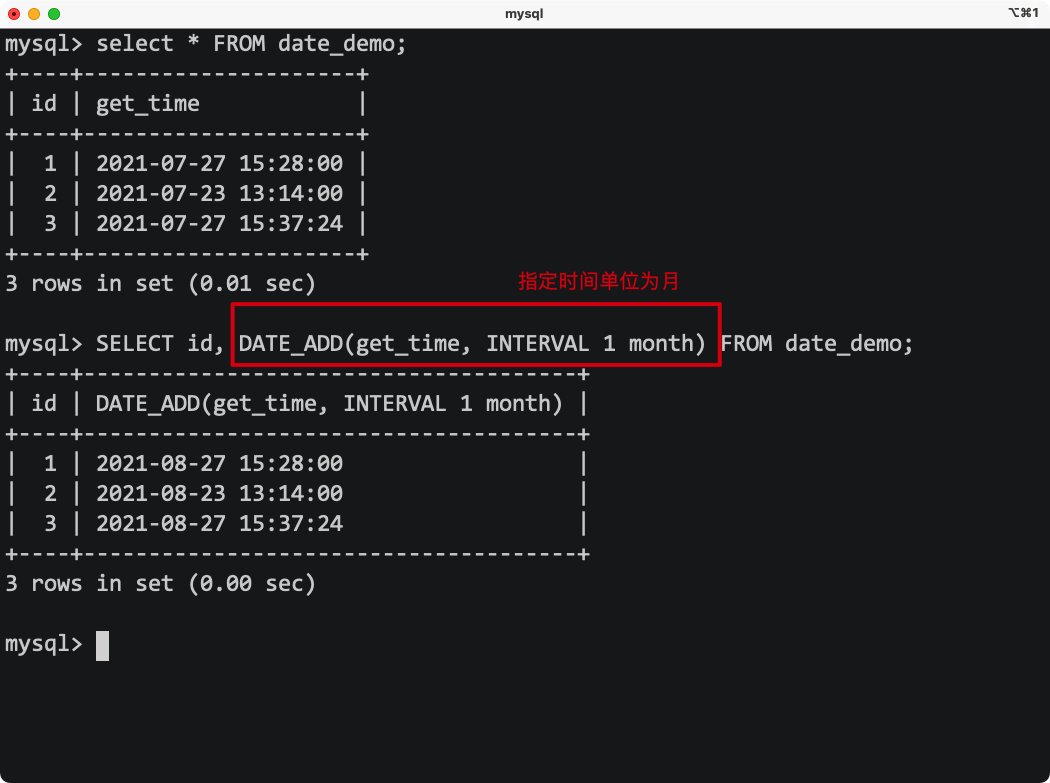 mysql
⌥⌘1
mysql> select * FROM date_demo;
+----+---------------------+
| id | get_time            |
+----+---------------------+
|  1 | 2021-07-27 15:28:00 |
|  2 | 2021-07-23 13:14:00 |
|  3 | 2021-07-27 15:37:24 |
+----+---------------------+
3 rows in set (0.01 sec)
指定时间单位为月
mysql> SELECT id, DATE_ADD(get_time, INTERVAL 1 month) FROM date_demo;
+----+--------------------------------------+
| id | DATE_ADD(get_time, INTERVAL 1 month) |
+----+--------------------------------------+
|  1 | 2021-08-27 15:28:00                  |
|  2 | 2021-08-23 13:14:00                  |
|  3 | 2021-08-27 15:37:24                  |
+----+--------------------------------------+
3 rows in set (0.00 sec)
mysql>